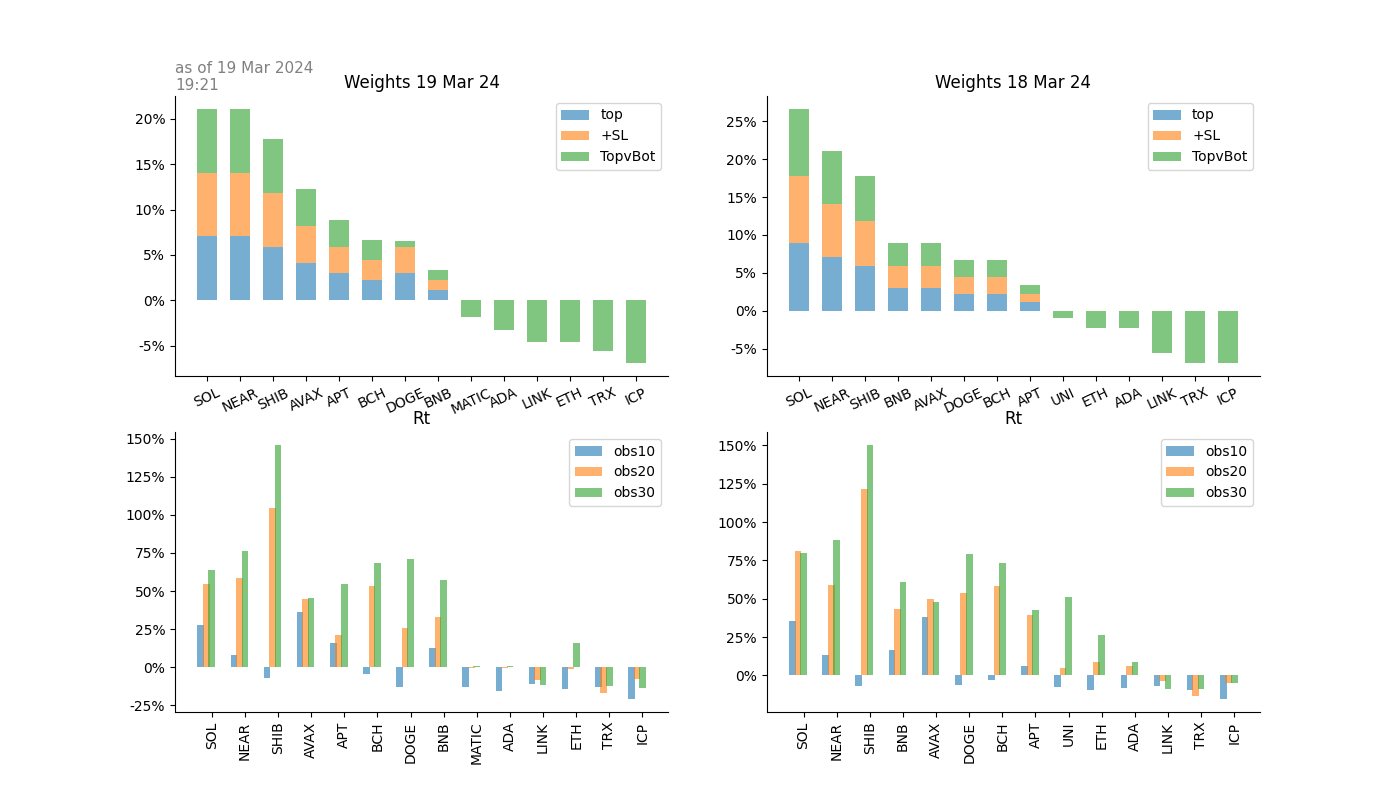 as of 19 Mar 2024
19:21
Weights 19 Mar 24
20%
15%
10%
5%
0%
-5%
top
+SL
TopvBot
SOL NEAR SHIB AVAX APT BCH DOGE BNB MATIC ADA LINK ETH TRX ICP
Weights 18 Mar 24
25%
20%
15%
10%
5%
0%
-5%
top
+SL
TopvBot
SOL NEAR SHIB BNB AVAX DOGE BCH APT UNI ETH ADA LINK TRX ICP
Rt
150%
125%
100%
75%
50%
25%
0%
-25%
obs10
obs20
obs30
SOL NEAR SHIB AVAX APT BCH DOGE BNB MATIC ADA LINK ETH TRX ICP
Rt
150%
125%
100%
75%
50%
25%
0%
obs10
obs20
obs30
SOL NEAR SHIB BNB AVAX DOGE BCH APT UNI ETH ADA LINK TRX ICP